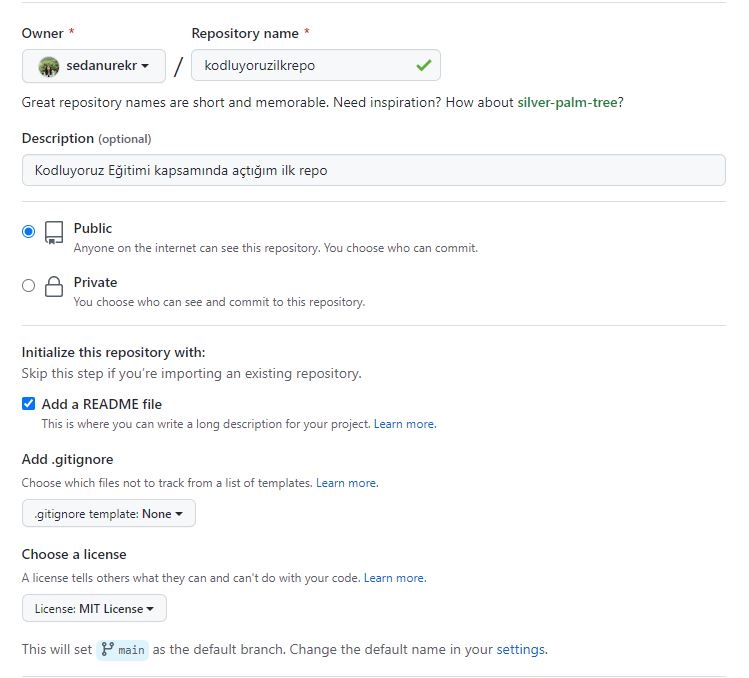 Owner * Repository name *
sedanurekr / kodluyoruzilkrepo
Great repository names are short and memorable. Need inspiration? How about silver-palm-tree?
Description (optional)
Kodluyoruz Eğitimi kapsamında açtığım ilk repo
Public
Anyone on the internet can see this repository. You choose who can commit.
Private
You choose who can see and commit to this repository.
Initialize this repository with:
Skip this step if you're importing an existing repository.
Add a README file
This is where you can write a long description for your project. Learn more.
Add .gitignore
Choose which files not to track from a list of templates. Learn more.
.gitignore template: None
Choose a license
A license tells others what they can and can't do with your code. Learn more.
License: MIT License
This will set main as the default branch. Change the default name in your settings.